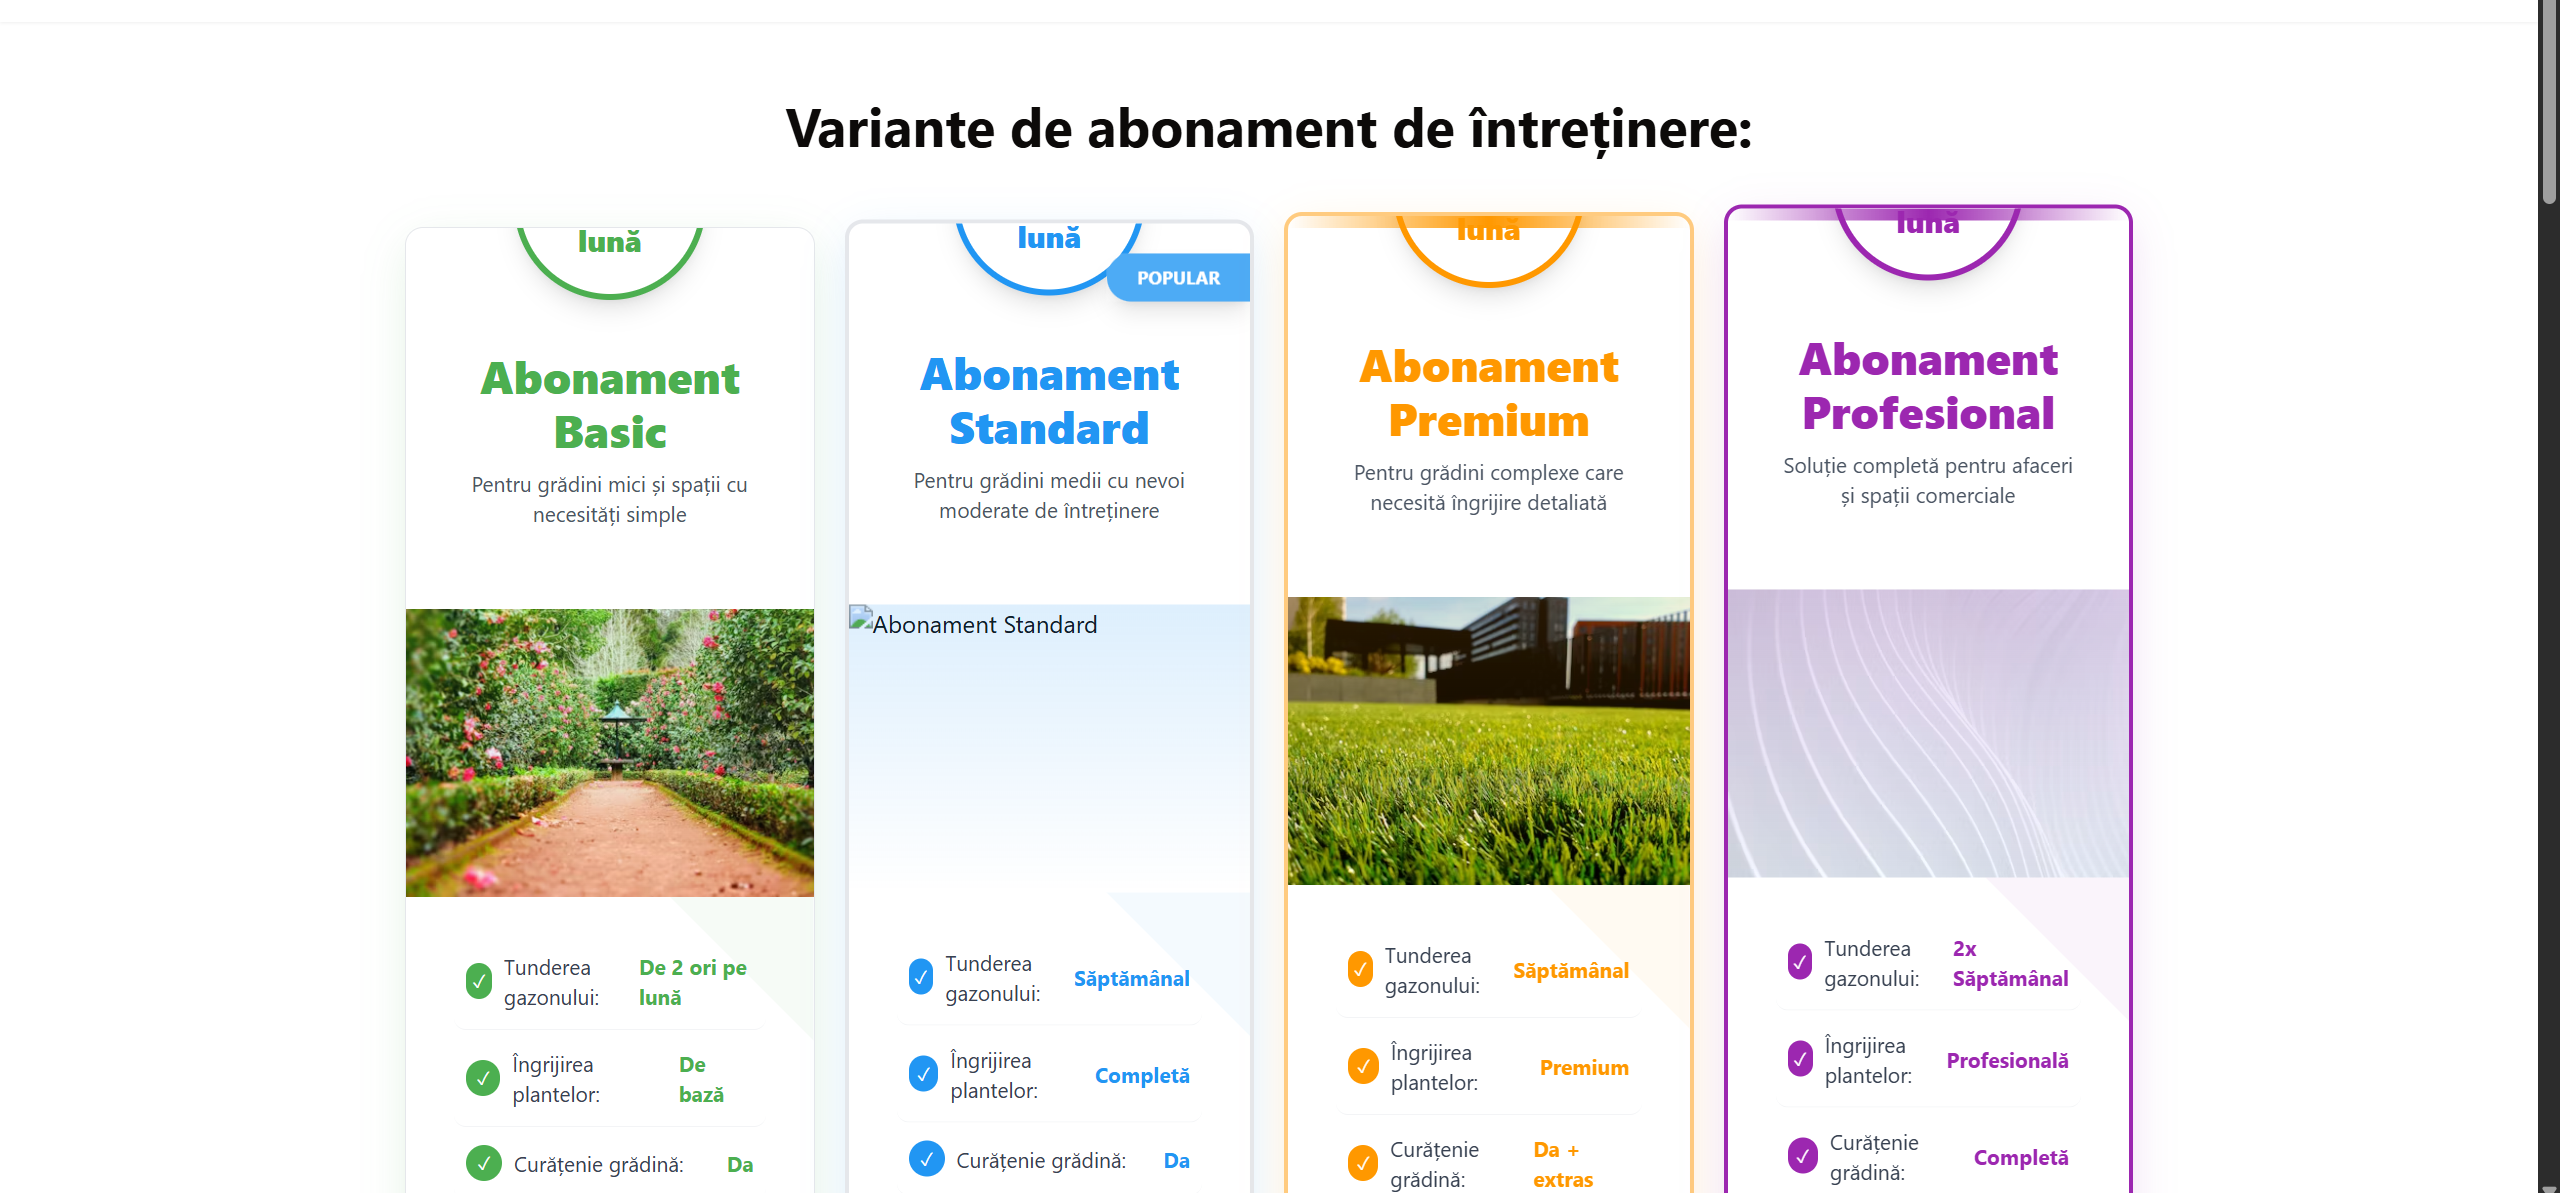 Variante de abonament de întreținere:
lună
Abonament
Basic
Pentru grădini mici și spații cu
necesități simple
✓ Tunderea
gazonului:
De 2 ori pe
lună
✓ Îngrijirea
plantelor:
De
bază
✓ Curățenie grădină: Da
lună
POPULAR
Abonament
Standard
Pentru grădini medii cu nevoi
moderate de întreținere
Abonament Standard
✓ Tunderea
gazonului:
Săptămânal
✓ Îngrijirea
plantelor:
Completă
✓ Curățenie grădină: Da
lună
Abonament
Premium
Pentru grădini complexe care
necesită îngrijire detaliată
✓ Tunderea
gazonului:
Săptămânal
✓ Îngrijirea
plantelor:
Premium
✓ Curățenie
grădină:
Da +
extras
lună
Abonament
Profesional
Soluție completă pentru afaceri
și spații comerciale
✓ Tunderea
gazonului:
2x
Săptămânal
✓ Îngrijirea
plantelor:
Profesională
✓ Curățenie
grădină:
Completă